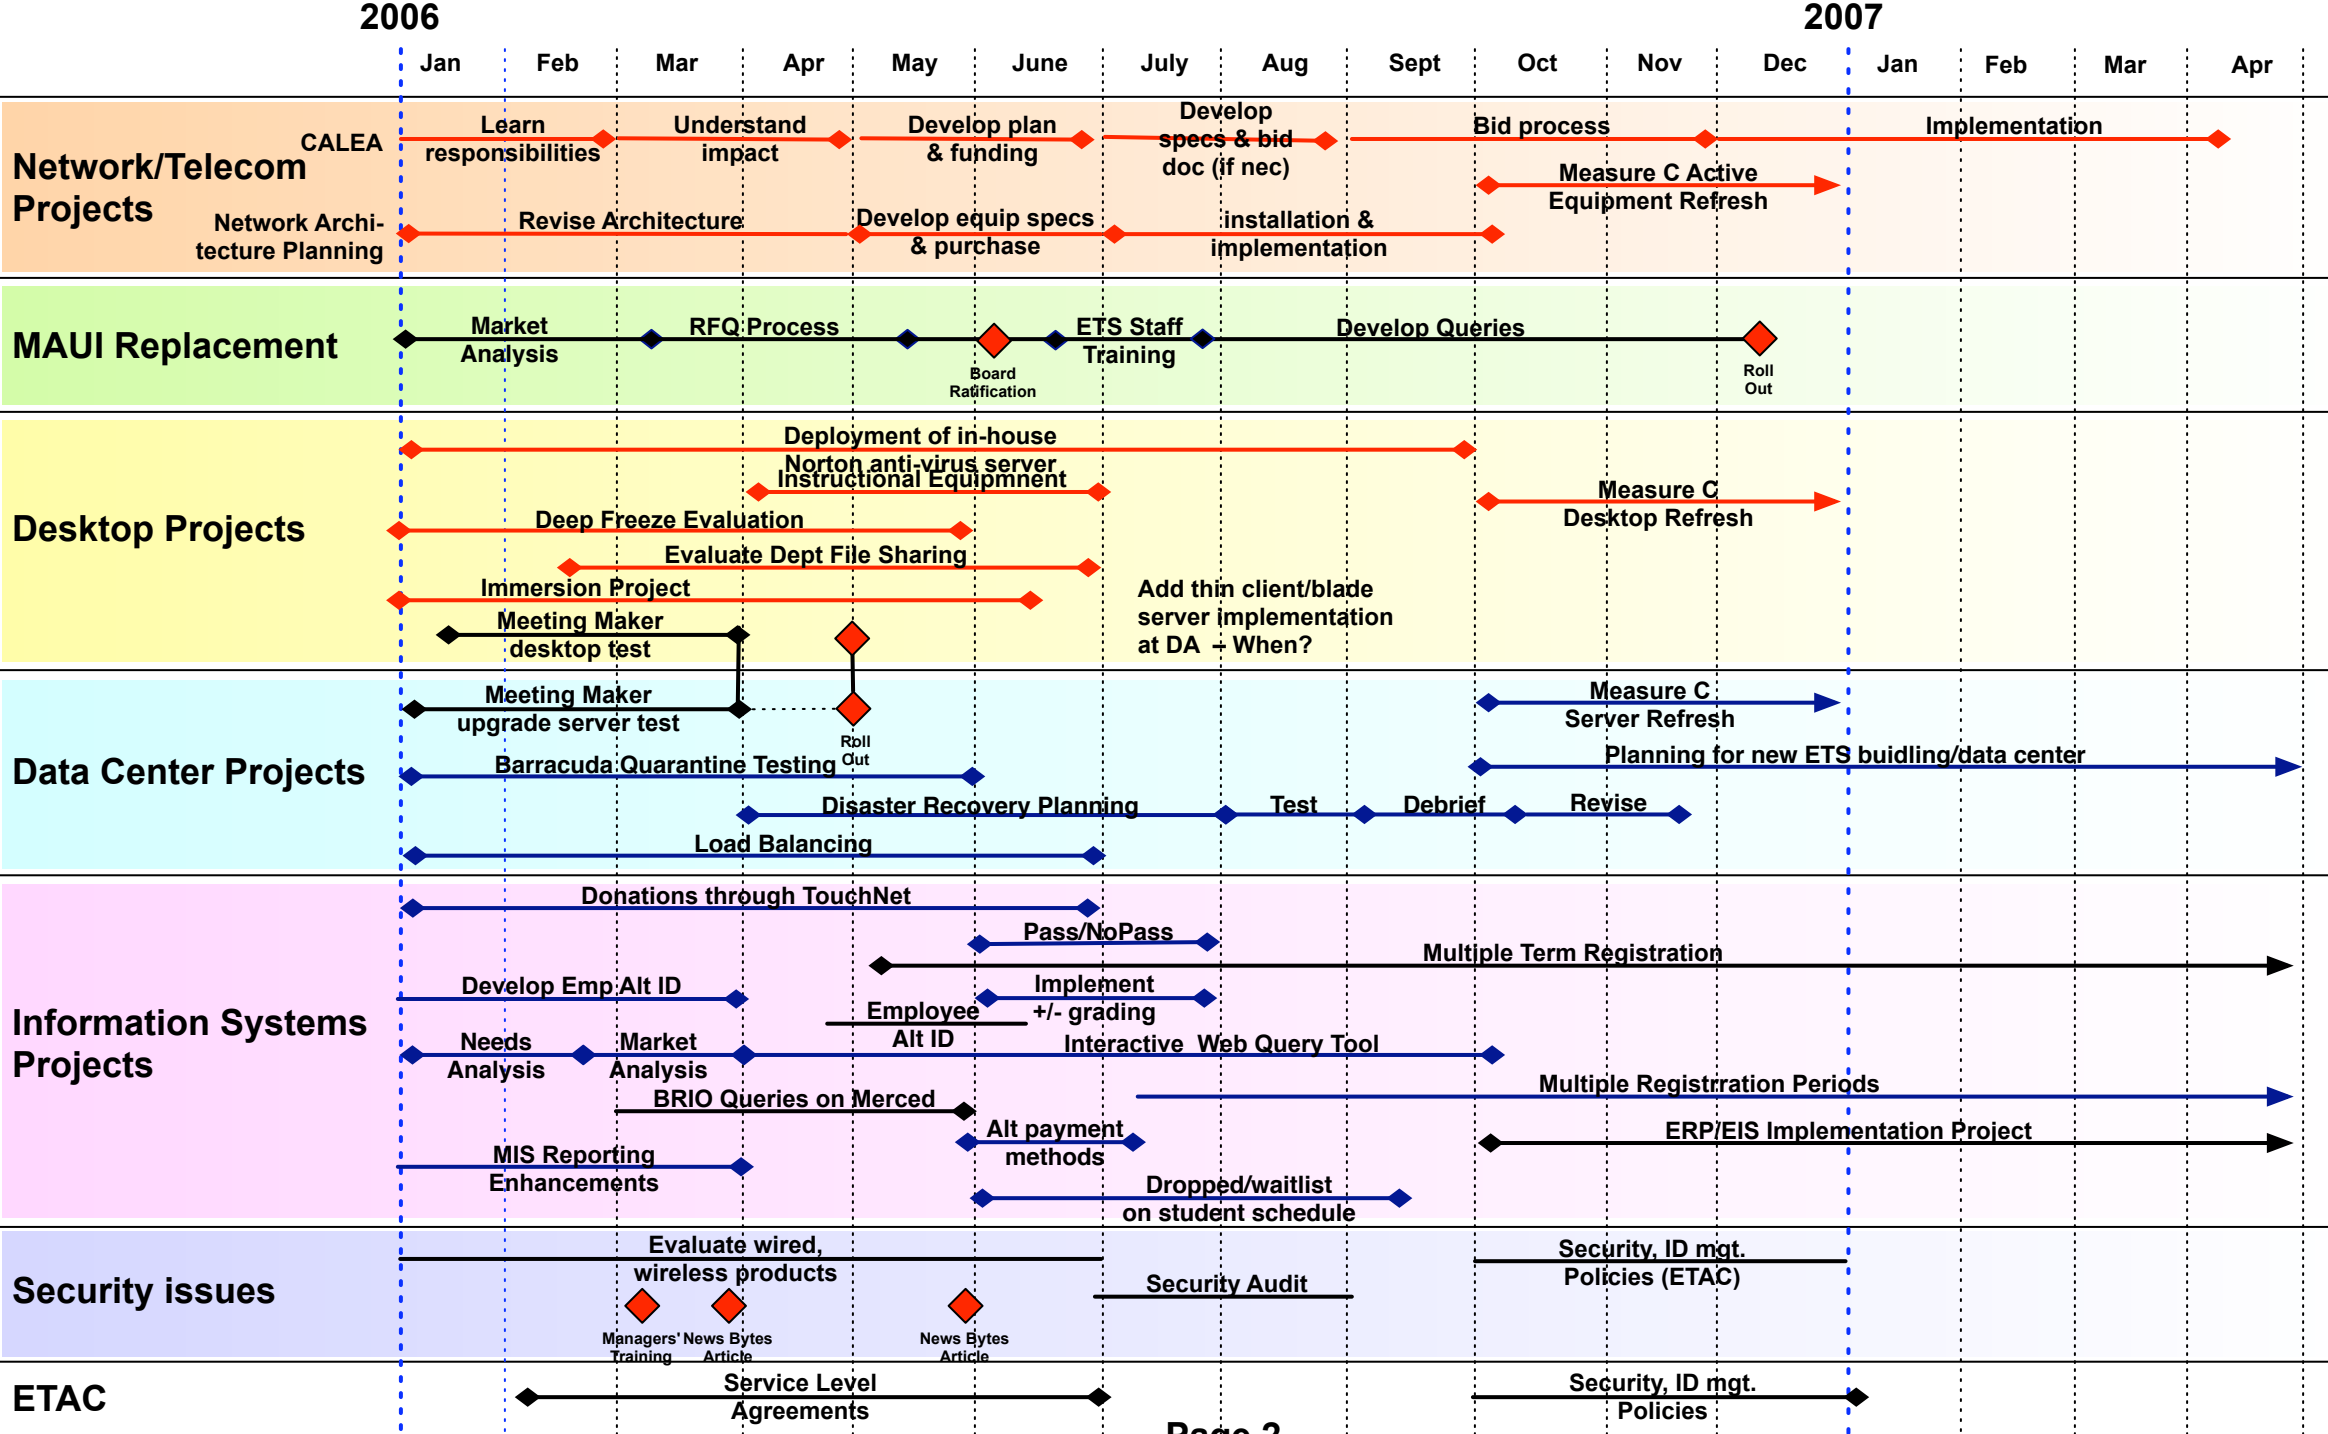 2006
2007
Jan
Feb
Mar
Apr
May
June
July
Aug
Sept
Oct
Nov
Dec
Jan
Feb
Mar
Apr
Network/Telecom
Projects
CALEA
Learn
responsibilities
Understand
impact
Develop plan
& funding
Develop
specs & bid
doc (if nec)
Bid process
Implementation
Measure C Active
Equipment Refresh
Network Archi-
tecture Planning
Revise Architecture
Develop equip specs
& purchase
installation &
implementation
MAUI Replacement
Market
Analysis
RFQ Process
Board
Ratification
ETS Staff
Training
Develop Queries
Roll
Out
Desktop Projects
Deployment of in-house
Norton anti-virus server
Instructional Equipmnent
Measure C
Desktop Refresh
Deep Freeze Evaluation
Evaluate Dept File Sharing
Immersion Project
Meeting Maker
desktop test
Add thin client/blade
server implementation
at DA – When?
Data Center Projects
Meeting Maker
upgrade server test
Roll
Out
Measure C
Server Refresh
Barracuda Quarantine Testing
Planning for new ETS buidling/data center
Disaster Recovery Planning
Test
Debrief
Revise
Load Balancing
Information Systems
Projects
Donations through TouchNet
Pass/NoPass
Multiple Term Registration
Develop Emp Alt ID
Implement
+/- grading
Employee
Alt ID
Needs
Analysis
Market
Analysis
Interactive Web Query Tool
Multiple Registrration Periods
BRIO Queries on Merced
Alt payment
methods
ERP/EIS Implementation Project
MIS Reporting
Enhancements
Dropped/waitlist
on student schedule
Security issues
Evaluate wired,
wireless products
Security, ID mgt.
Policies (ETAC)
Security Audit
Managers'
Training
News Bytes
Article
News Bytes
Article
ETAC
Service Level
Agreements
Security, ID mgt.
Policies
Page 2